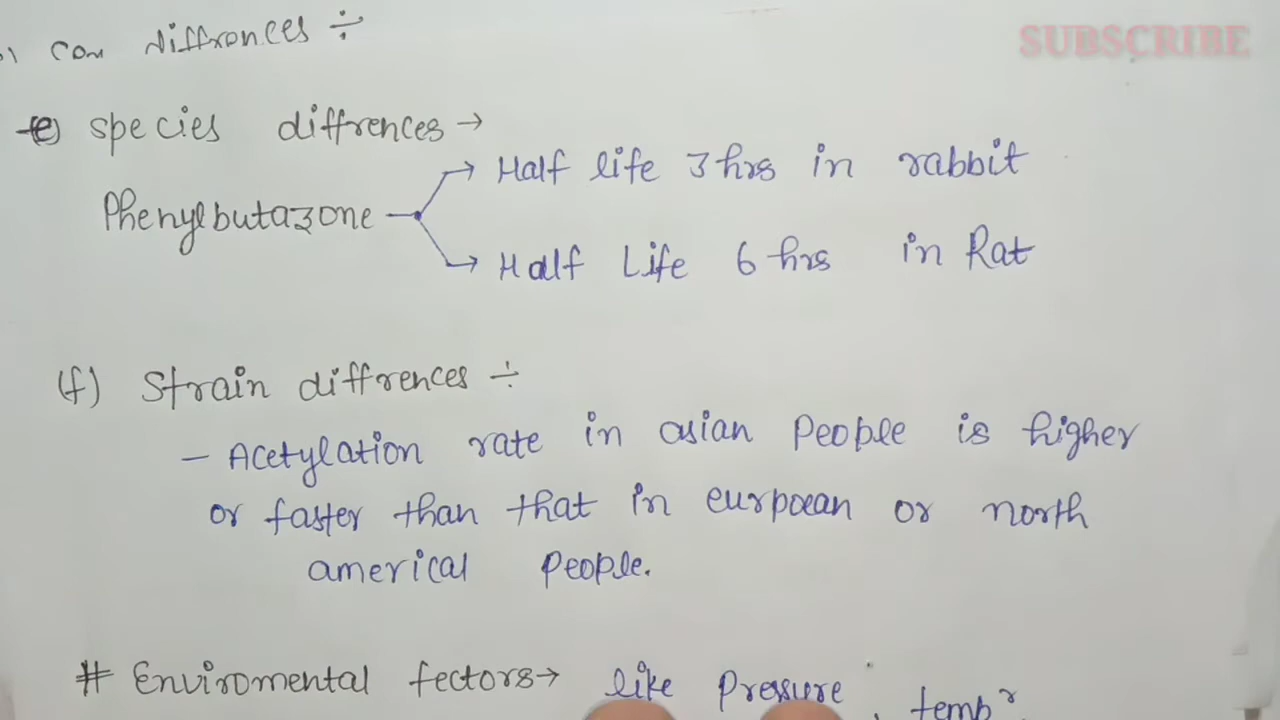 SUBSCRIBE
diffrences ÷
(e) species diffrences →
→ Half life 3 hrs in rabbit
Phenylbutazone
→ Half Life 6 hrs in Rat
(f) Strain diffrences ÷
- Acetylation rate in asian People is higher
or faster than that in eurpoean or north
americal People.
# Enviromental fectors → like Pressure, tempr